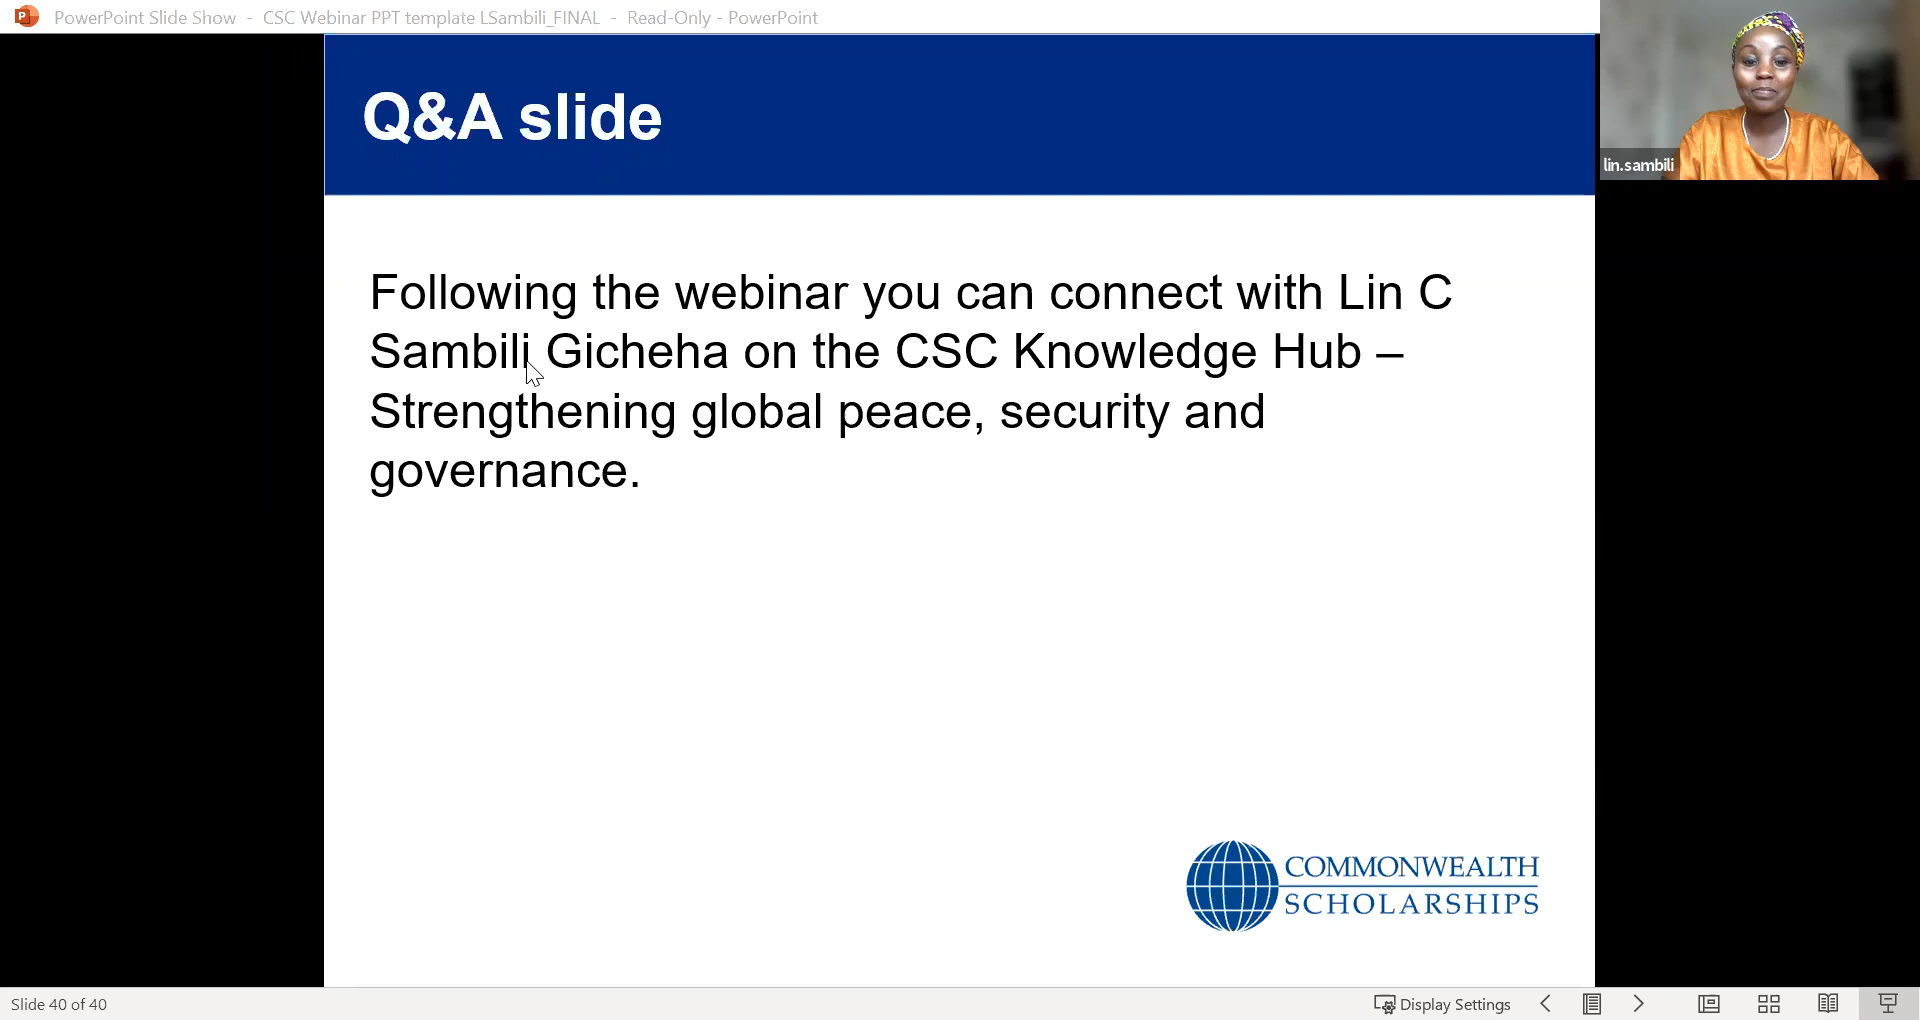 PowerPoint Slide Show - CSC Webinar PPT template LSambili_FINAL - Read-Only - PowerPoint
lin.sambili
Q&A slide
Following the webinar you can connect with Lin C
Sambili Gicheha on the CSC Knowledge Hub –
Strengthening global peace, security and
governance.
COMMONWEALTH
SCHOLARSHIPS
Slide 40 of 40
Display Settings